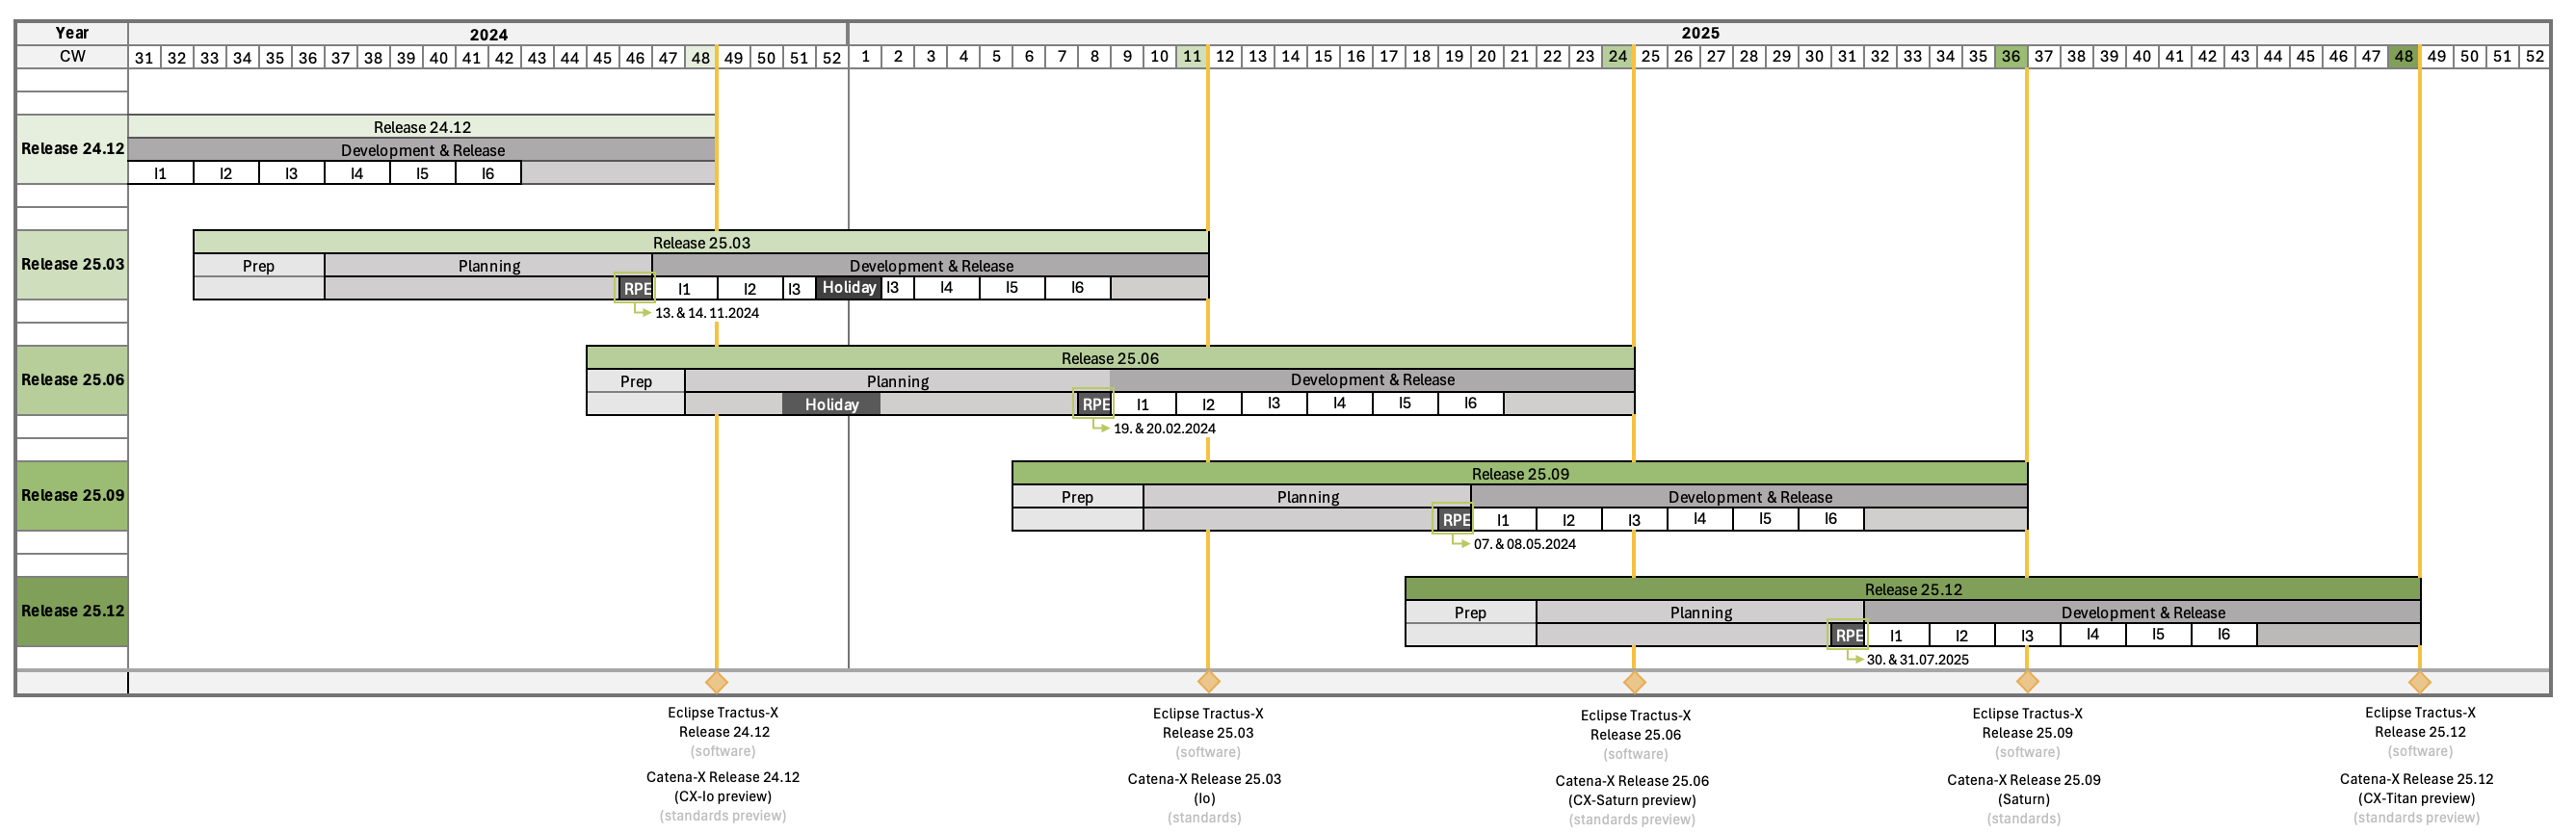 Year 2024 2025
CW 31 32 33 34 35 36 37 38 39 40 41 42 43 44 45 46 47 48 49 50 51 52 1 2 3 4 5 6 7 8 9 10 11 12 13 14 15 16 17 18 19 20 21 22 23 24 25 26 27 28 29 30 31 32 33 34 35 36 37 38 39 40 41 42 43 44 45 46 47 48 49 50 51 52
Release 24.12
Release 24.12
Development & Release
I1 I2 I3 I4 I5 I6
Release 25.03
Release 25.03
Prep Planning Development & Release
RPE I1 I2 I3 Holiday I3 I4 I5 I6
13. & 14. 11.2024
Release 25.06
Release 25.06
Prep Planning Development & Release
Holiday RPE I1 I2 I3 I4 I5 I6
19. & 20.02.2024
Release 25.09
Release 25.09
Prep Planning Development & Release
RPE I1 I2 I3 I4 I5 I6
07. & 08.05.2024
Release 25.12
Release 25.12
Prep Planning Development & Release
RPE I1 I2 I3 I4 I5 I6
30. & 31.07.2025
Eclipse Tractus-X
Release 24.12
(software)
Catena-X Release 24.12
(CX-Io preview)
(standards preview)
Eclipse Tractus-X
Release 25.03
(software)
Catena-X Release 25.03
(Io)
(standards)
Eclipse Tractus-X
Release 25.06
(software)
Catena-X Release 25.06
(CX-Saturn preview)
(standards preview)
Eclipse Tractus-X
Release 25.09
(software)
Catena-X Release 25.09
(Saturn)
(standards)
Eclipse Tractus-X
Release 25.12
(software)
Catena-X Release 25.12
(CX-Titan preview)
(standards preview)